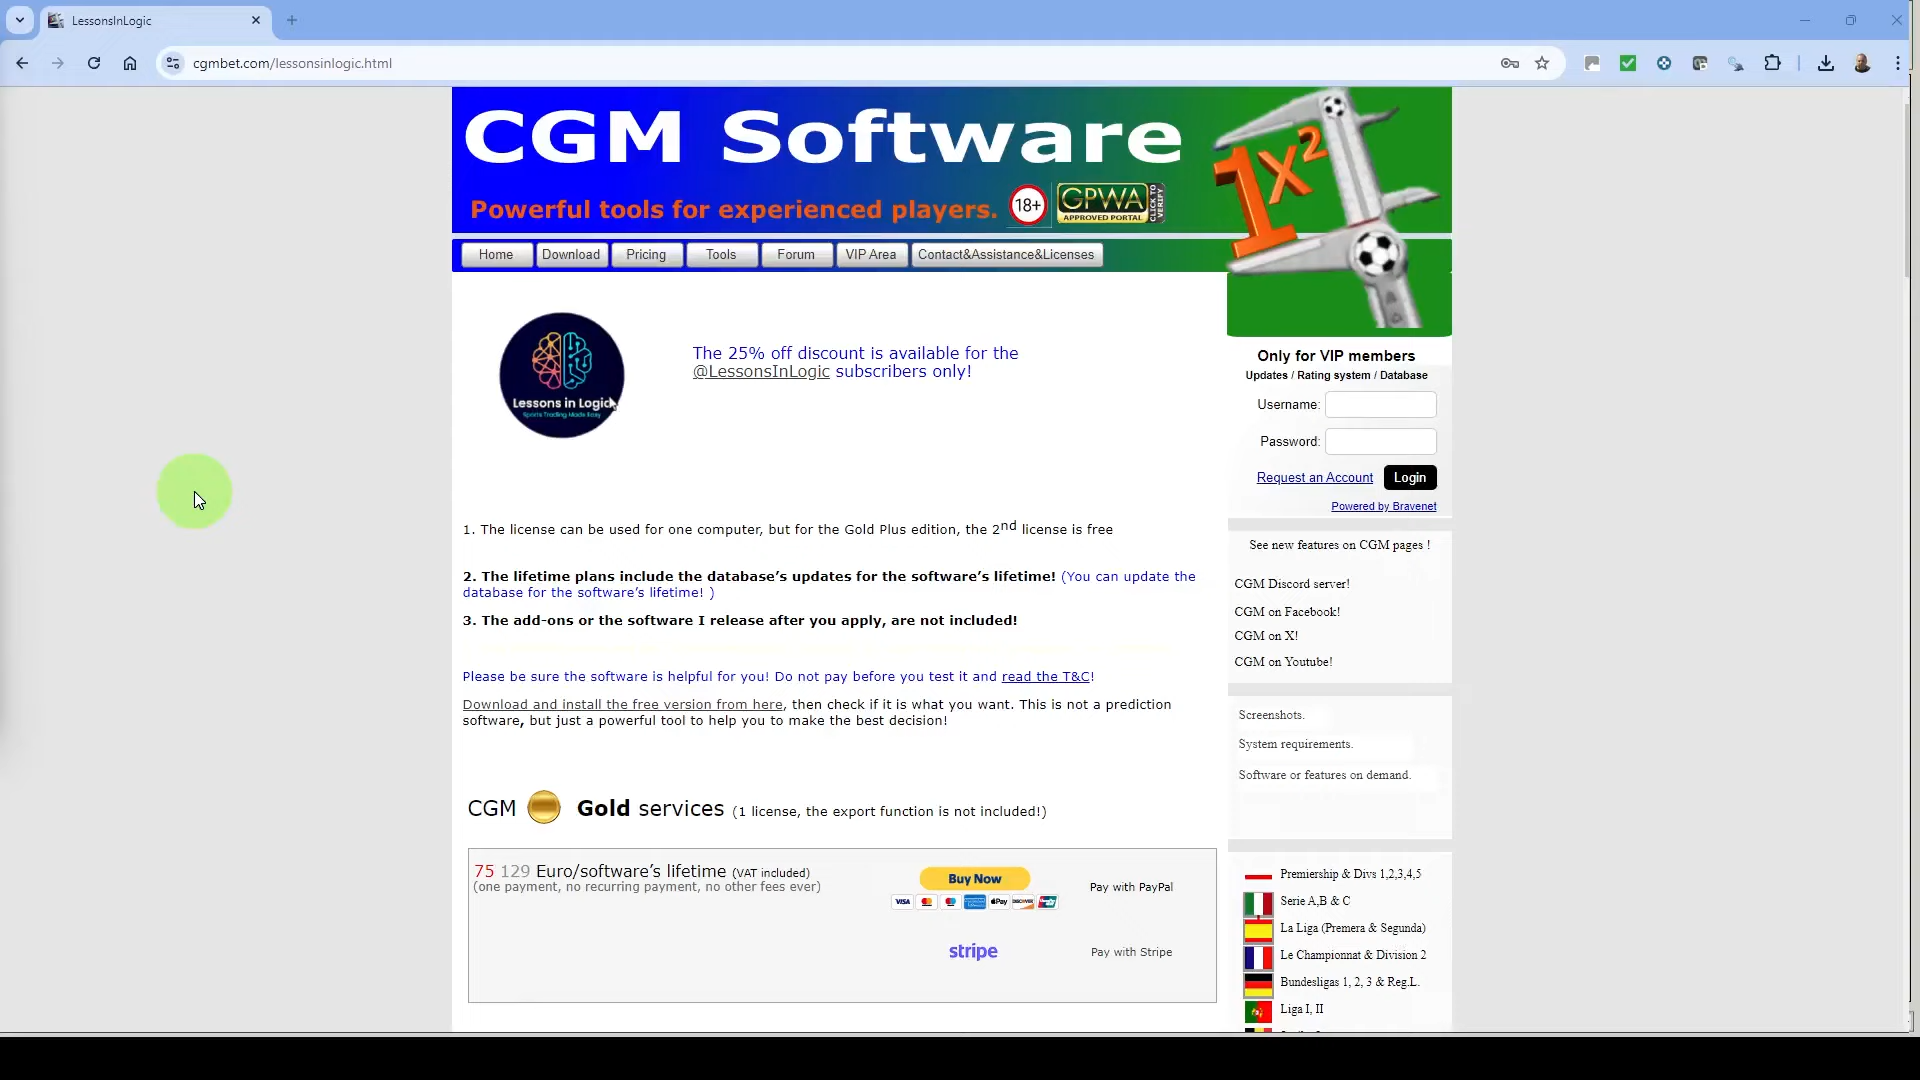 LessonsInLogic
cgmbet.com/lessonsinlogic.html
CGM Software
1x2
Powerful tools for experienced players.
18+
GPWA
APPROVED PORTAL
CLICK TO
VERIFY
Home
Download
Pricing
Tools
Forum
VIP Area
Contact&Assistance&Licenses
Lessons in Logic
Sports Trading Made Easy
The 25% off discount is available for the
@LessonsInLogic subscribers only!
Only for VIP members
Updates / Rating system / Database
Username:
Password:
Request an Account
Login
Powered by Bravenet
1. The license can be used for one computer, but for the Gold Plus edition, the 2nd license is free
2. The lifetime plans include the database’s updates for the software’s lifetime! (You can update the
database for the software’s lifetime! )
3. The add-ons or the software I release after you apply, are not included!
Please be sure the software is helpful for you! Do not pay before you test it and read the T&C!
Download and install the free version from here, then check if it is what you want. This is not a prediction
software, but just a powerful tool to help you to make the best decision!
See new features on CGM pages !
CGM Discord server!
CGM on Facebook!
CGM on X!
CGM on Youtube!
Screenshots.
System requirements.
Software or features on demand.
CGM Gold services (1 license, the export function is not included!)
75 129 Euro/software’s lifetime (VAT included)
(one payment, no recurring payment, no other fees ever)
Buy Now
VISA
Pay
DISCOVER
Pay with PayPal
stripe
Pay with Stripe
Premiership & Divs 1,2,3,4,5
Serie A,B & C
La Liga (Premera & Segunda)
Le Championnat & Division 2
Bundesligas 1, 2, 3 & Reg.L.
Liga I, II